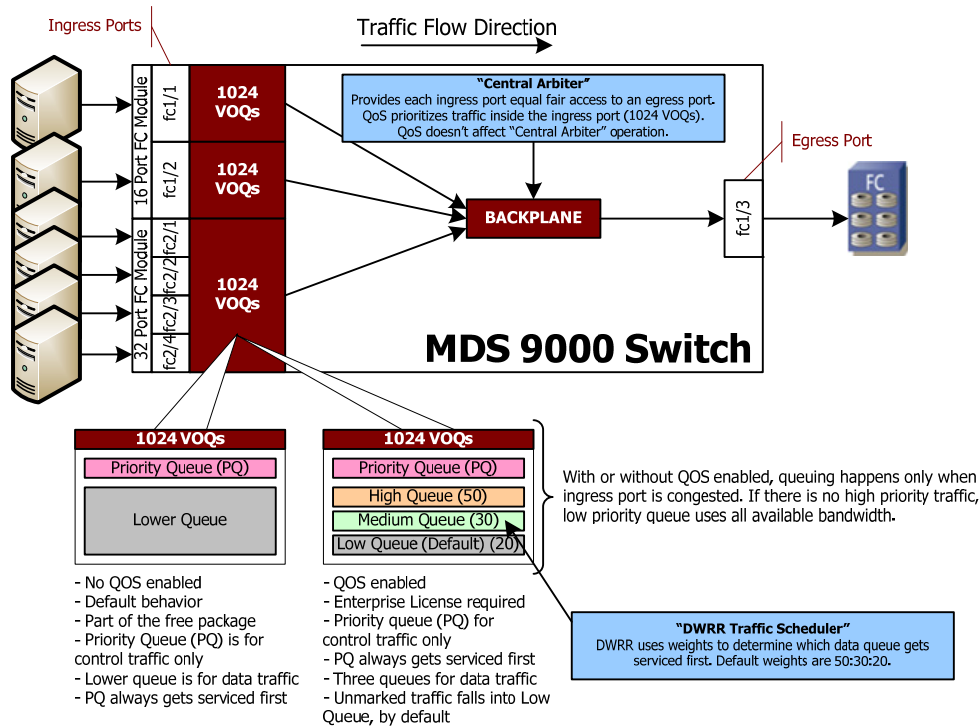 Ingress Ports
Traffic Flow Direction
16 Port FC Module
32 Port FC Module
fc1/1
fc1/2
fc2/1
fc2/2
fc2/3
fc2/4
1024
VOQs
1024
VOQs
1024
VOQs
“Central Arbiter”
Provides each ingress port equal fair access to an egress port.
QoS prioritizes traffic inside the ingress port (1024 VOQs).
QoS doesn’t affect “Central Arbiter” operation.
BACKPLANE
Egress Port
fc1/3
FC
MDS 9000 Switch
1024 VOQs
Priority Queue (PQ)
Lower Queue
- No QOS enabled
- Default behavior
- Part of the free package
- Priority Queue (PQ) is for
control traffic only
- Lower queue is for data traffic
- PQ always gets serviced first
1024 VOQs
Priority Queue (PQ)
High Queue (50)
Medium Queue (30)
Low Queue (Default) (20)
- QOS enabled
- Enterprise License required
- Priority queue (PQ) for
control traffic only
- PQ always gets serviced first
- Three queues for data traffic
- Unmarked traffic falls into Low
Queue, by default
With or without QOS enabled, queuing happens only when
ingress port is congested. If there is no high priority traffic,
low priority queue uses all available bandwidth.
“DWRR Traffic Scheduler”
DWRR uses weights to determine which data queue gets
serviced first. Default weights are 50:30:20.